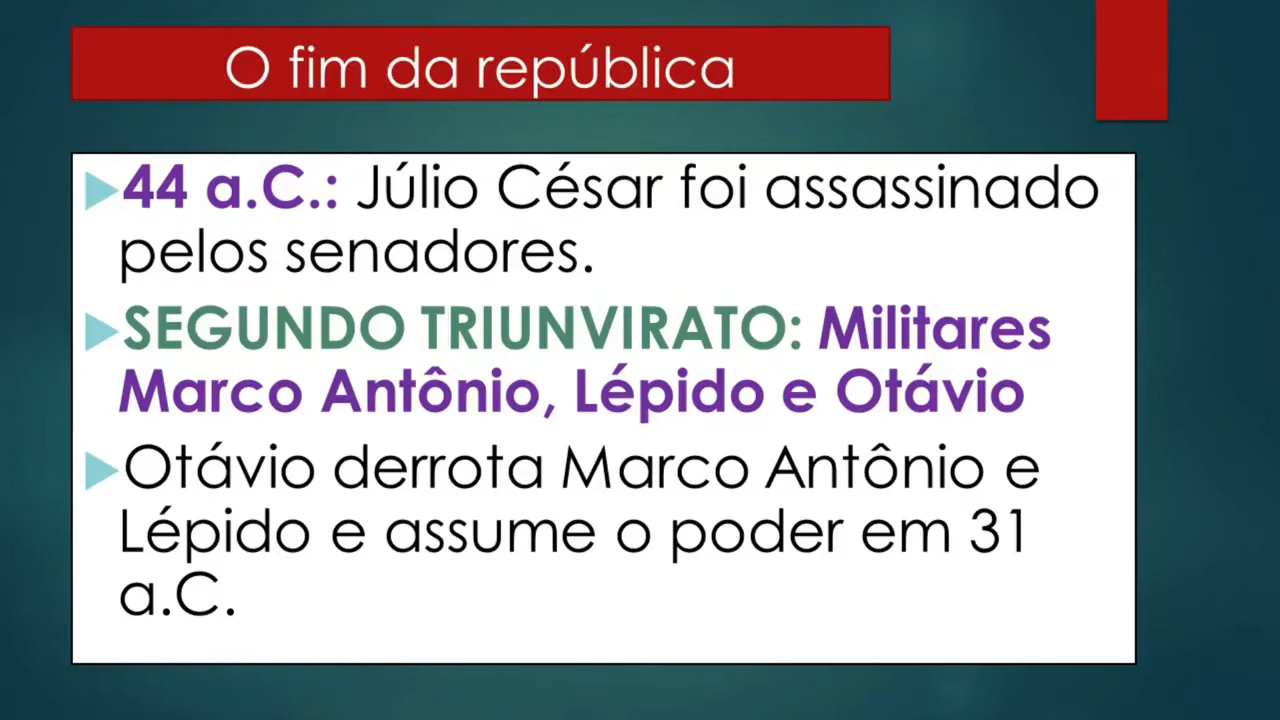 O fim da república
44 a.C.: Júlio César foi assassinado
pelos senadores.
SEGUNDO TRIUNVIRATO: Militares
Marco Antônio, Lépido e Otávio
Otávio derrota Marco Antônio e
Lépido e assume o poder em 31
a.C.